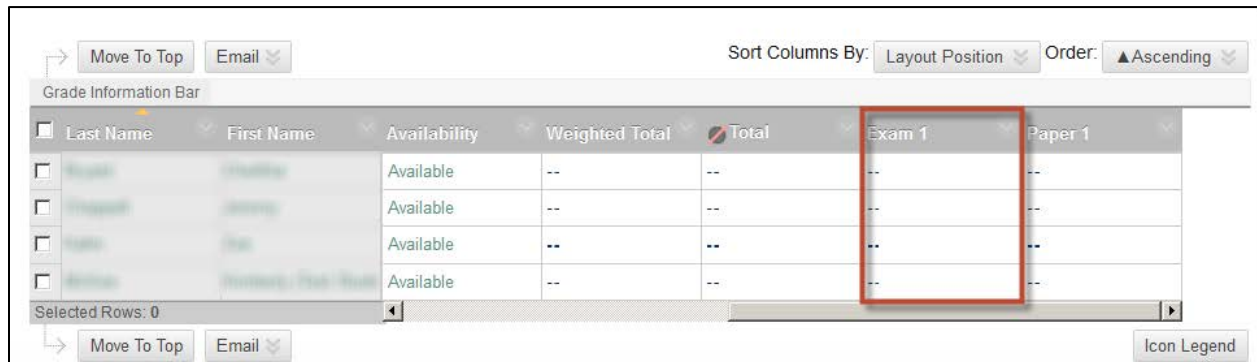 Move To Top Email Sort Columns By: Layout Position Order: ▲Ascending
Grade Information Bar
Last Name First Name Availability Weighted Total Total Exam 1 Paper 1
Available -- -- -- --
Available -- -- -- --
Available -- -- -- --
Available -- -- -- --
Selected Rows: 0
Move To Top Email Icon Legend